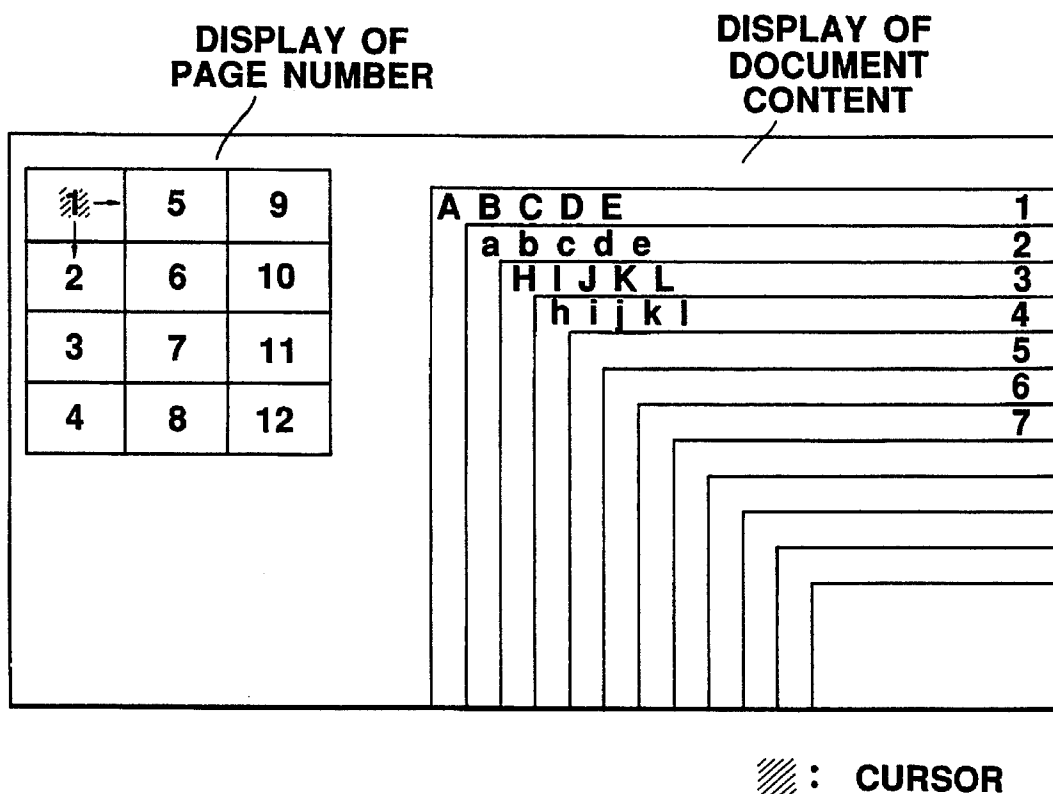 DISPLAY OF
PAGE NUMBER
DISPLAY OF
DOCUMENT
CONTENT
1 5 9
2 6 10
3 7 11
4 8 12
A B C D E 1
a b c d e 2
H I J K L 3
h i j k l 4
5
6
7
: CURSOR